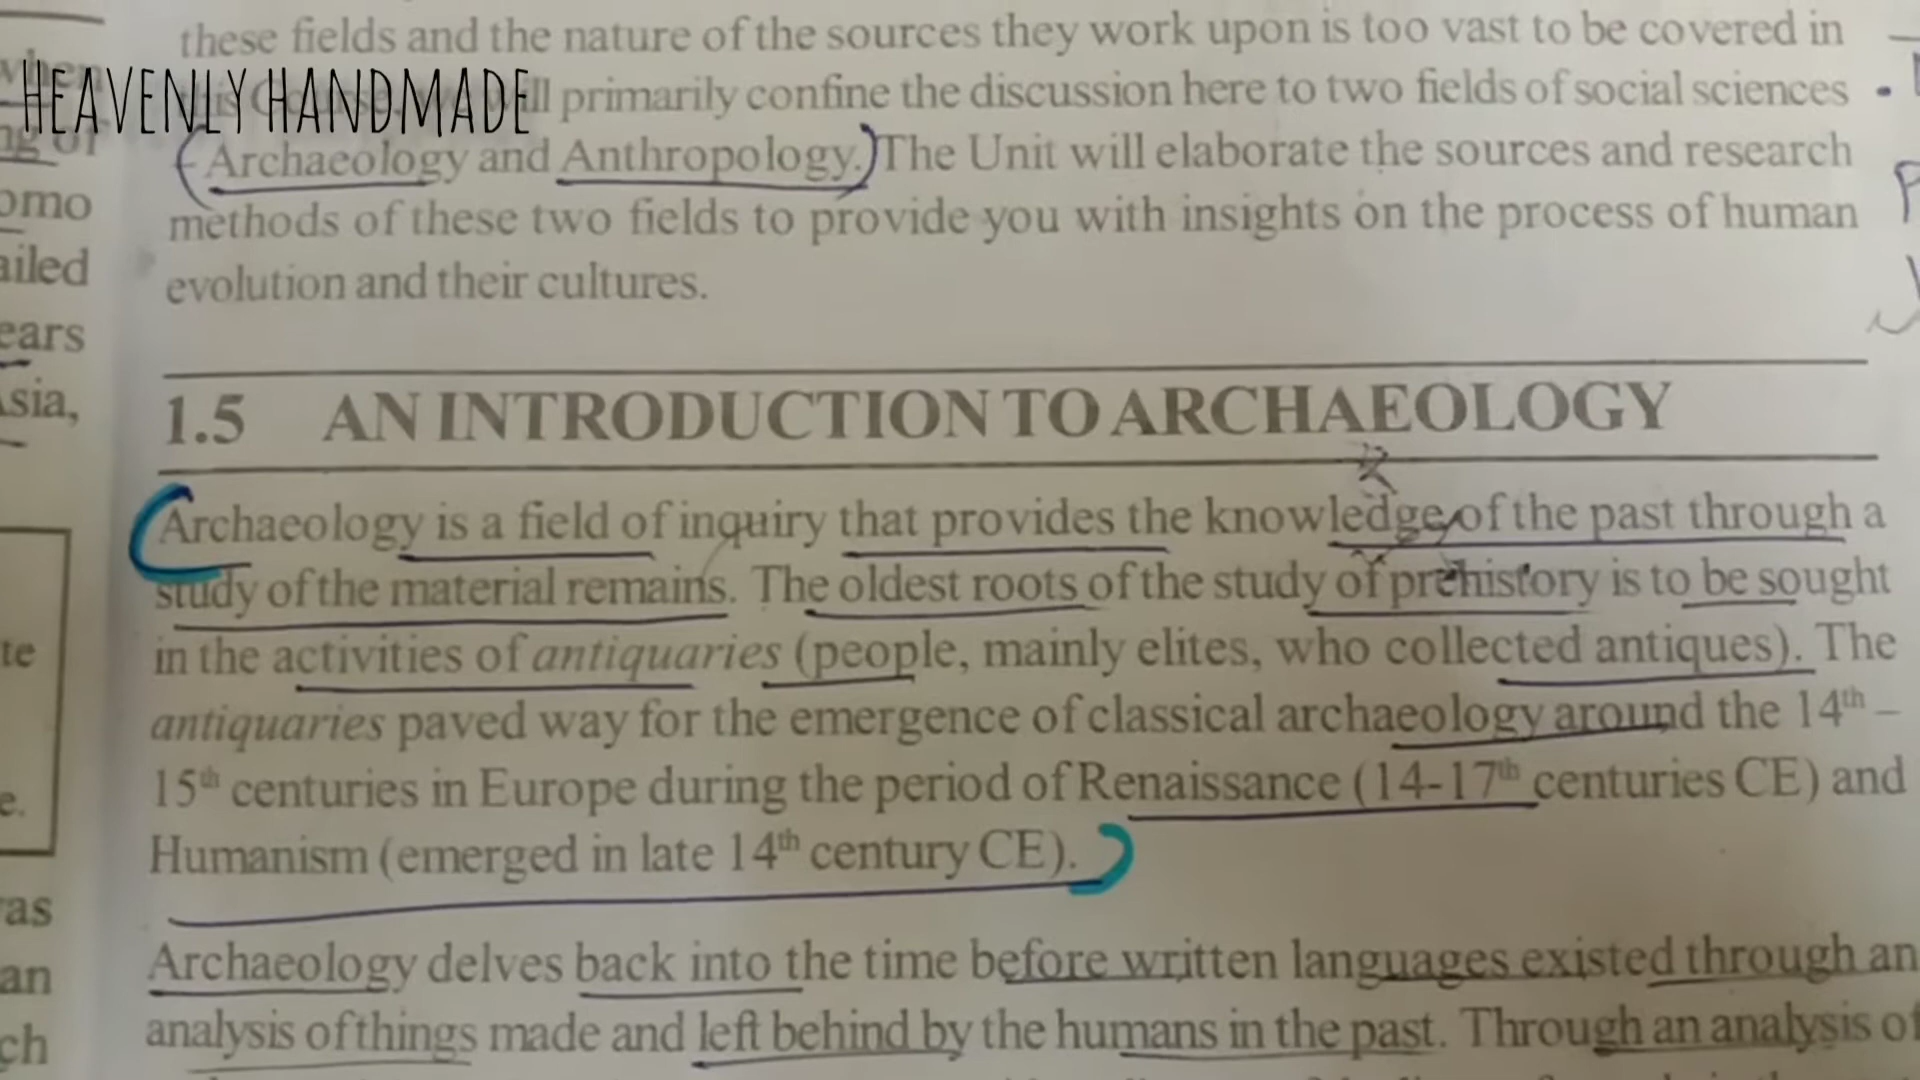 HEAVENLY HANDMADE
these fields and the nature of the sources they work upon is too vast to be covered in
primarily confine the discussion here to two fields of social sciences
- Archaeology and Anthropology. The Unit will elaborate the sources and research
methods of these two fields to provide you with insights on the process of human
evolution and their cultures.
1.5 AN INTRODUCTION TO ARCHAEOLOGY
Archaeology is a field of inquiry that provides the knowledge of the past through a
study of the material remains. The oldest roots of the study of prehistory is to be sought
in the activities of antiquaries (people, mainly elites, who collected antiques). The
antiquaries paved way for the emergence of classical archaeology around the 14th –
15th centuries in Europe during the period of Renaissance (14-17th centuries CE) and
Humanism (emerged in late 14th century CE).
Archaeology delves back into the time before written languages existed through an
analysis of things made and left behind by the humans in the past. Through an analysis of
omo
ailed
ears
sia,
te
e.
as
an
ch